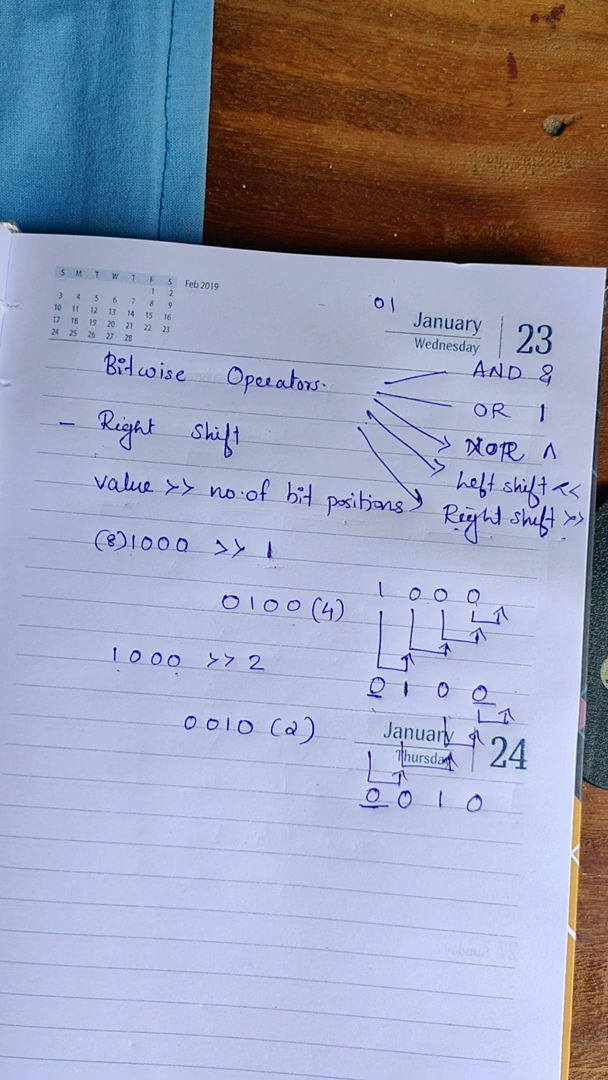 S M T W T F S Feb 2019
1 2
3 4 5 6 7 8 9
10 11 12 13 14 15 16
17 18 19 20 21 22 23
24 25 26 27 28
01
January 23
Wednesday
Bitwise Operators.
AND &
OR |
XOR ^
Left shift <<
Right shift >>
- Right shift
value >> no.of bit positions
(8)1000 >> 1
0100 (4)
1 0 0 0
1000 >> 2
0 1 0 0
0010 (2)
January 24
Thursday
0 0 1 0